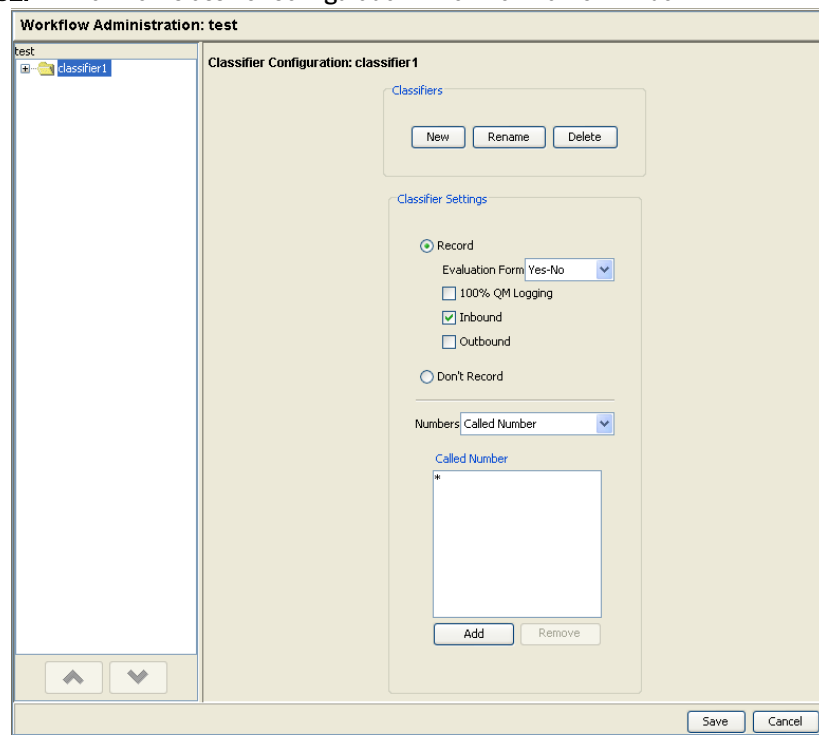 Workflow Administration: test
test
classifier1
Classifier Configuration: classifier1
Classifiers
New Rename Delete
Classifier Settings
Record
Evaluation Form Yes-No
100% QM Logging
Inbound
Outbound
Don't Record
Numbers Called Number
Called Number
*
Add Remove
Save Cancel